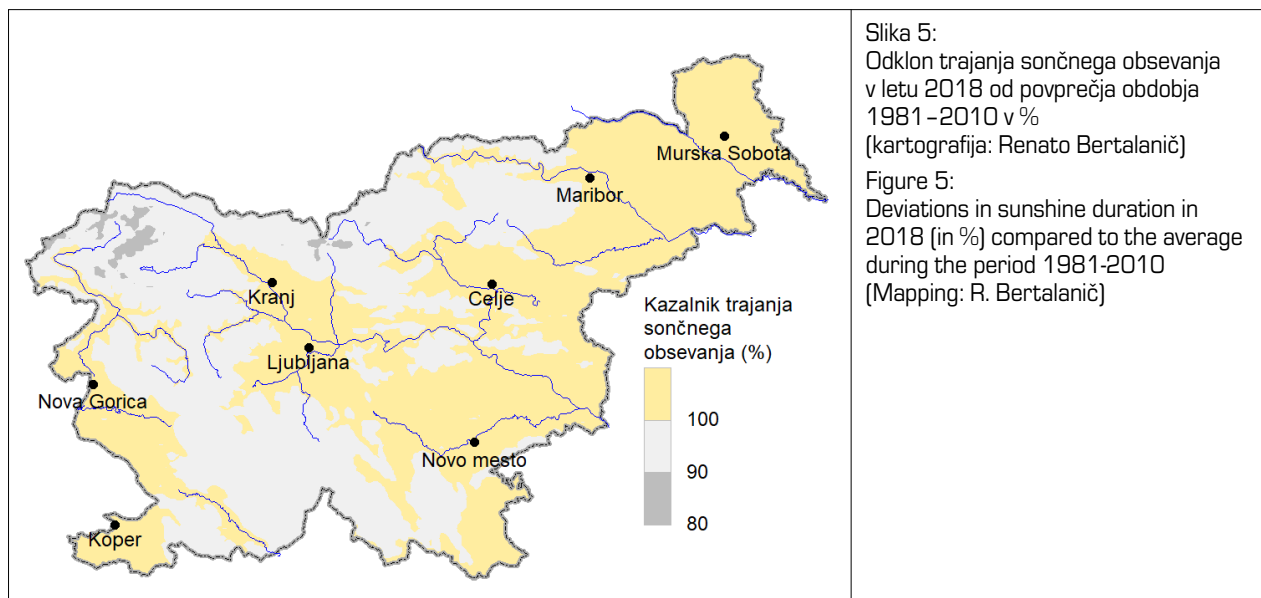 Murska Sobota
Maribor
Kranj
Celje
Ljubljana
Nova Gorica
Novo mesto
Koper
Kazalnik trajanja
sončnega
obsevanja (%)
100
90
80
Slika 5:
Odklon trajanja sončnega obsevanja
v letu 2018 od povprečja obdobja
1981–2010 v %
(kartografija: Renato Bertalanič)
Figure 5:
Deviations in sunshine duration in
2018 (in %) compared to the average
during the period 1981-2010
(Mapping: R. Bertalanič)